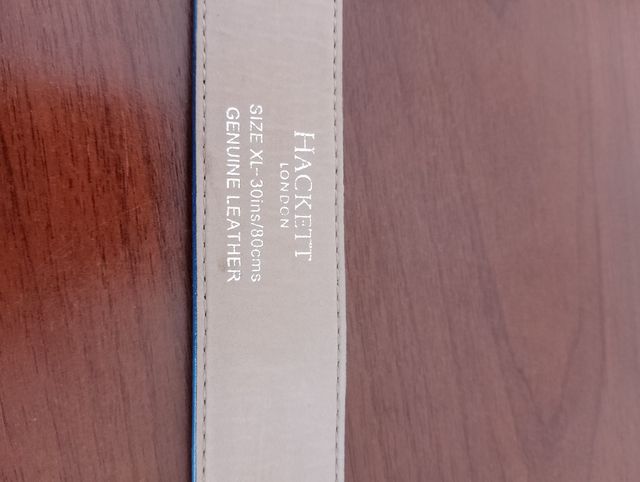 HACKETT
LONDON
SIZE XL-30ins/80cms
GENUINE LEATHER